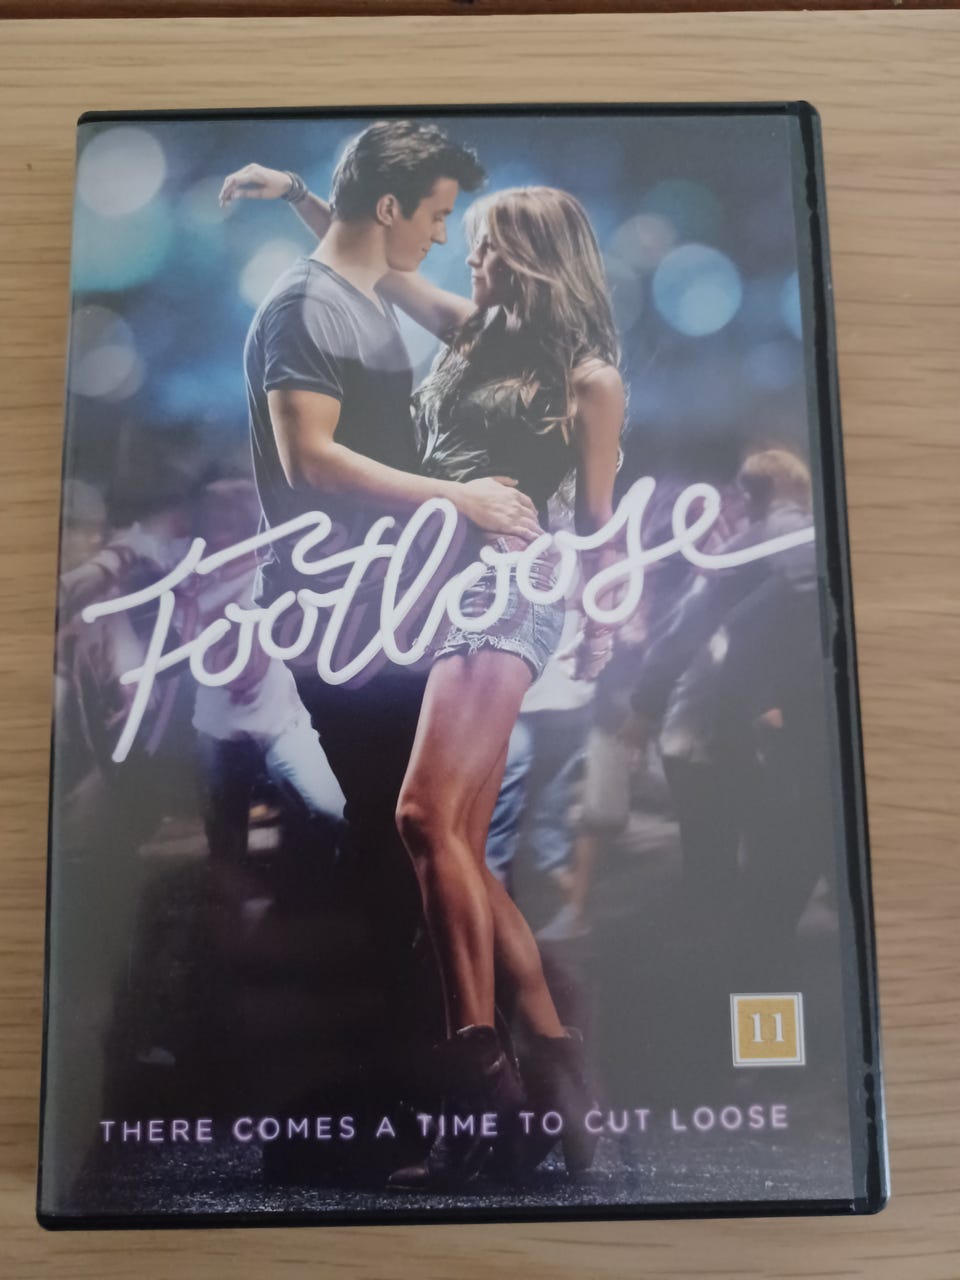 Footloose
11
THERE COMES A TIME TO CUT LOOSE